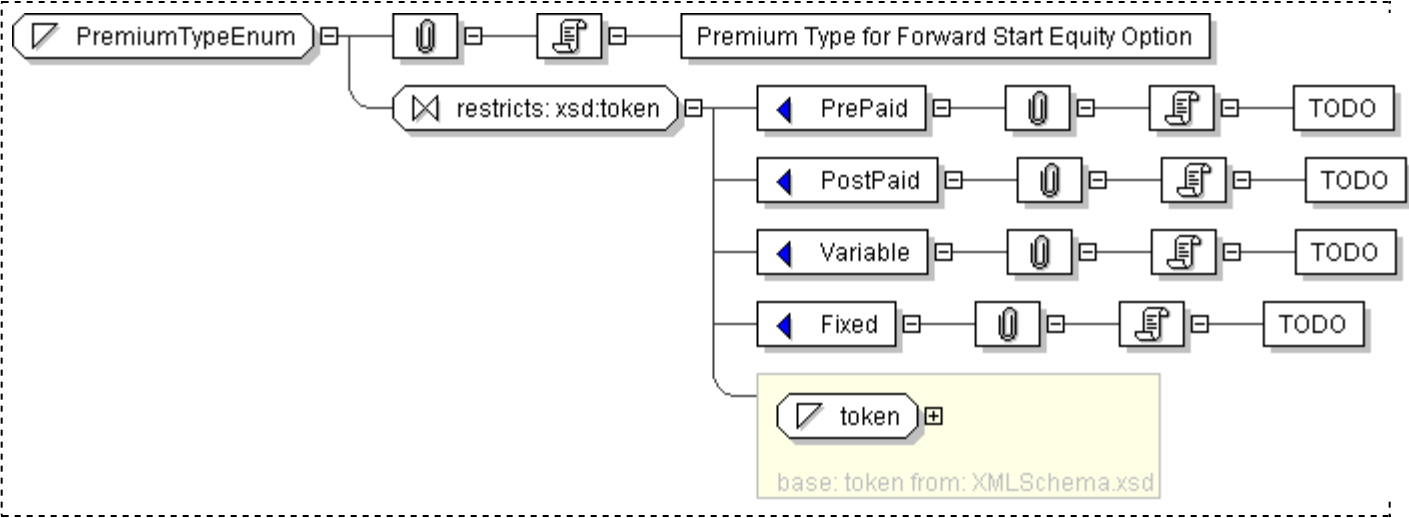 PremiumTypeEnum
Premium Type for Forward Start Equity Option
restricts: xsd:token
PrePaid
TODO
PostPaid
TODO
Variable
TODO
Fixed
TODO
token
base: token from: XMLSchema.xsd